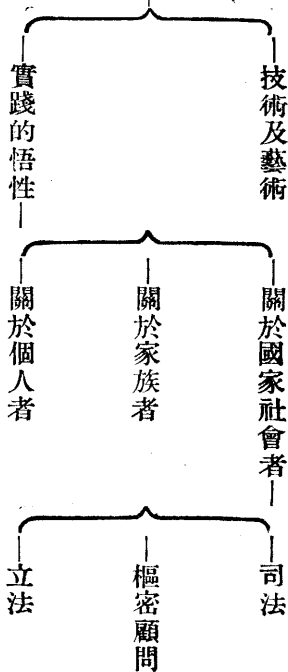 技術及藝術
實踐的悟性
關於國家社會者
關於家族者
關於個人者
司法
樞密顧問
立法